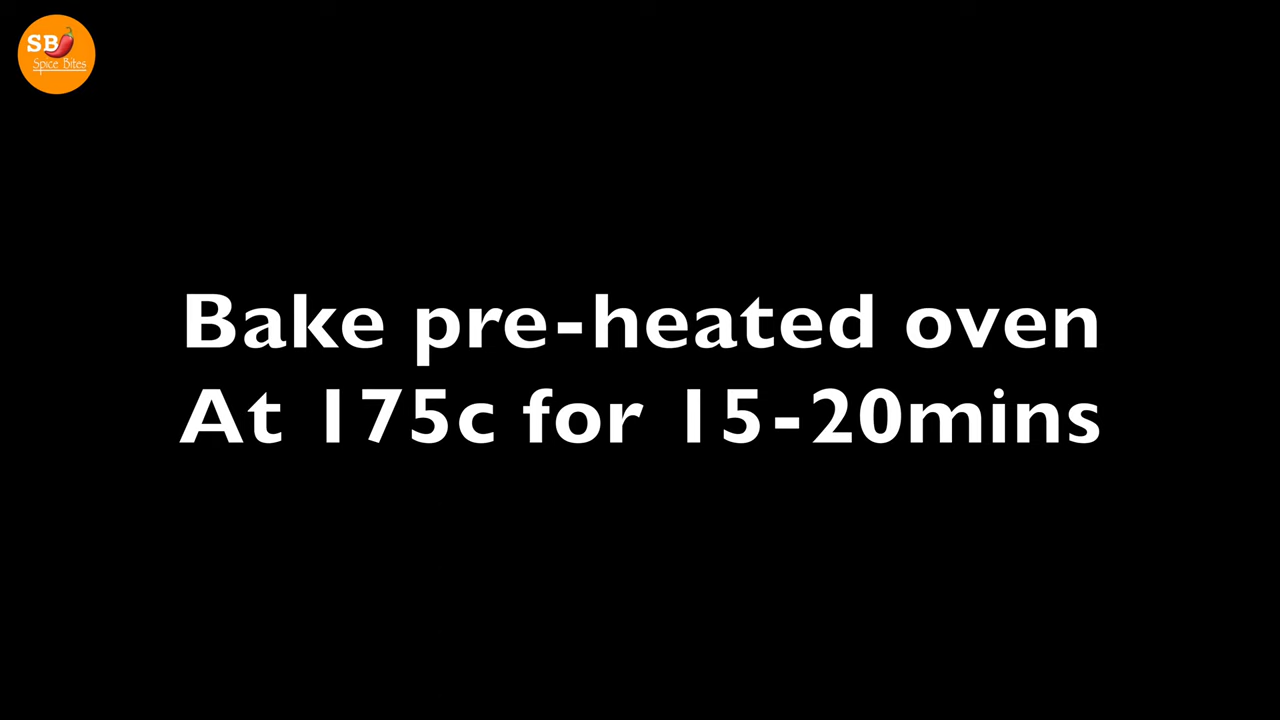 SB
Spice Bites
Bake pre-heated oven
At 175c for 15-20mins